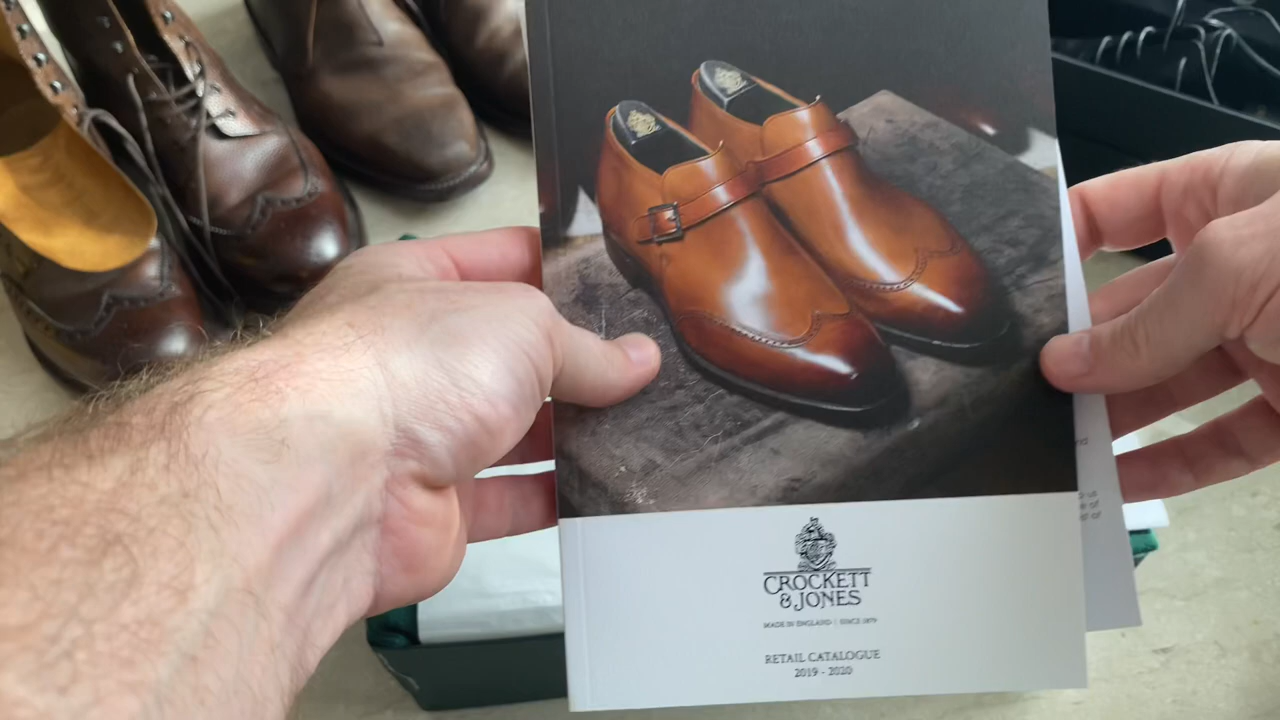 CROCKETT
& JONES
MADE IN ENGLAND | SINCE 1879
RETAIL CATALOGUE
2019 - 2020